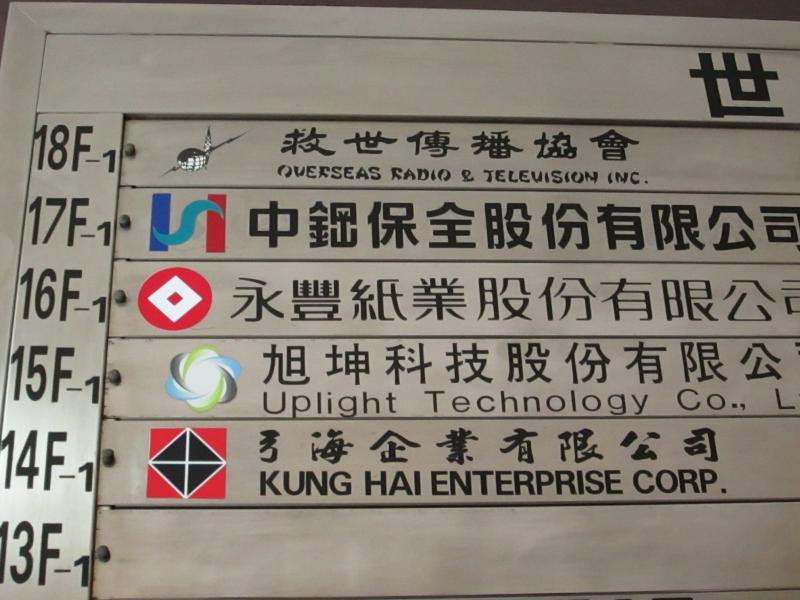 世
18F-1
救世傳播協會
OVERSEAS RADIO & TELEVISION INC.
17F-1
中鋼保全股份有限公司
16F-1
永豐紙業股份有限公司
15F-1
旭坤科技股份有限公
Uplight Technology Co., L
14F-1
弓海企業有限公司
KUNG HAI ENTERPRISE CORP.
13F-1